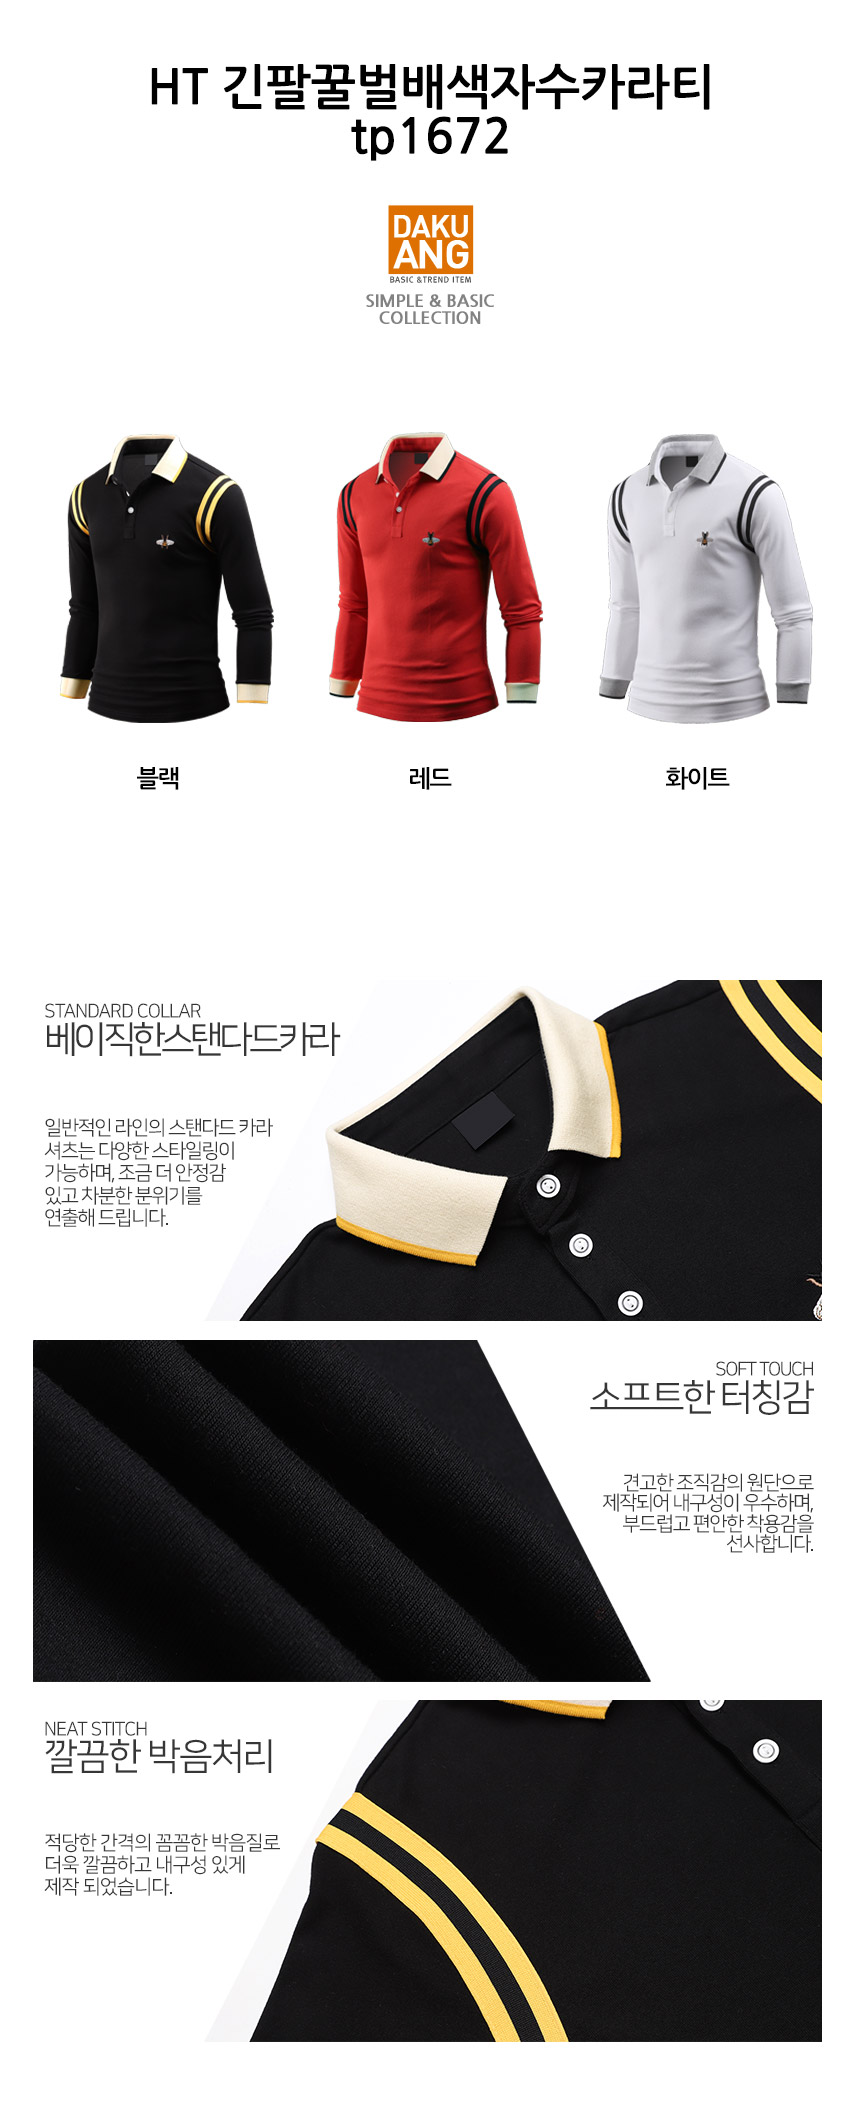 HT 긴팔꿀벌배색자수카라티
tp1672
DAKU
ANG
BASIC &TREND ITEM
SIMPLE & BASIC
COLLECTION
블랙
레드
화이트
STANDARD COLLAR
베이직한스탠다드카라
일반적인 라인의 스탠다드 카라
셔츠는 다양한 스타일링이
가능하며, 조금 더 안정감
있고 차분한 분위기를
연출해 드립니다.
SOFT TOUCH
소프트한 터칭감
견고한 조직감의 원단으로
제작되어 내구성이 우수하며,
부드럽고 편안한 착용감을
선사합니다.
NEAT STITCH
깔끔한 박음처리
적당한 간격의 꼼꼼한 박음질로
더욱 깔끔하고 내구성 있게
제작 되었습니다.